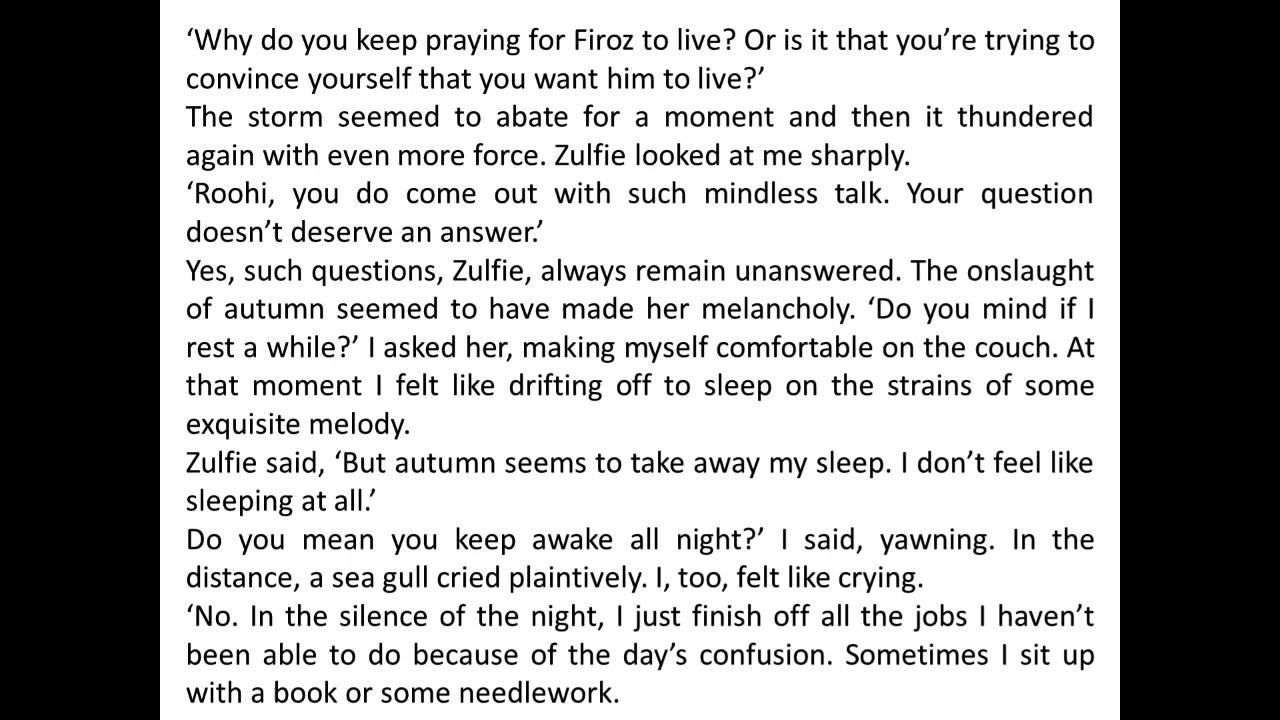 ‘Why do you keep praying for Firoz to live? Or is it that you’re trying to
convince yourself that you want him to live?’
The storm seemed to abate for a moment and then it thundered
again with even more force. Zulfie looked at me sharply.
‘Roohi, you do come out with such mindless talk. Your question
doesn’t deserve an answer.’
Yes, such questions, Zulfie, always remain unanswered. The onslaught
of autumn seemed to have made her melancholy. ‘Do you mind if I
rest a while?’ I asked her, making myself comfortable on the couch. At
that moment I felt like drifting off to sleep on the strains of some
exquisite melody.
Zulfie said, ‘But autumn seems to take away my sleep. I don’t feel like
sleeping at all.’
Do you mean you keep awake all night?’ I said, yawning. In the
distance, a sea gull cried plaintively. I, too, felt like crying.
‘No. In the silence of the night, I just finish off all the jobs I haven’t
been able to do because of the day’s confusion. Sometimes I sit up
with a book or some needlework.